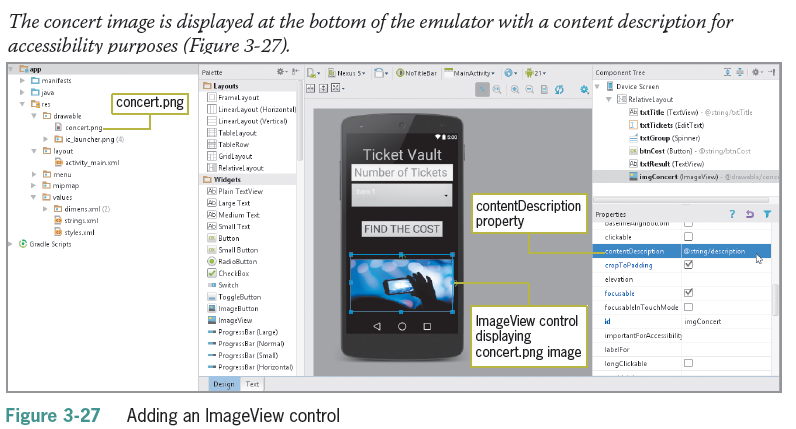 The concert image is displayed at the bottom of the emulator with a content description for
accessibility purposes (Figure 3-27).
app
manifests
java
res
drawable
concert.png
ic_launcher.png (4)
layout
activity_main.xml
menu
mipmap
values
dimens.xml (2)
strings.xml
styles.xml
Gradle Scripts
concert.png
Palette
Layouts
FrameLayout
LinearLayout (Horizontal)
LinearLayout (Vertical)
TableLayout
TableRow
GridLayout
RelativeLayout
Widgets
Plain TextView
Large Text
Medium Text
Small Text
Button
Small Button
RadioButton
CheckBox
Switch
ToggleButton
ImageButton
ImageView
ProgressBar (Large)
ProgressBar (Normal)
ProgressBar (Small)
ProgressBar (Horizontal)
Design Text
Nexus 5 NoTitleBar MainActivity 21
5:00
Ticket Vault
Number of Tickets
Item 1
FIND THE COST
contentDescription
property
ImageView control
displaying
concert.png image
Component Tree
Device Screen
RelativeLayout
txtTitle (TextView) - @string/txtTitle
txtTickets (EditText)
txtGroup (Spinner)
btnCost (Button) - @string/btnCost
txtResult (TextView)
imgConcert (ImageView) - @drawable/conce
Properties
baselineAlignBottom
clickable
contentDescription @string/description
cropToPadding
elevation
focusable
focusableInTouchMode
id imgConcert
importantForAccessibility
labelFor
longClickable
Figure 3-27 Adding an ImageView control